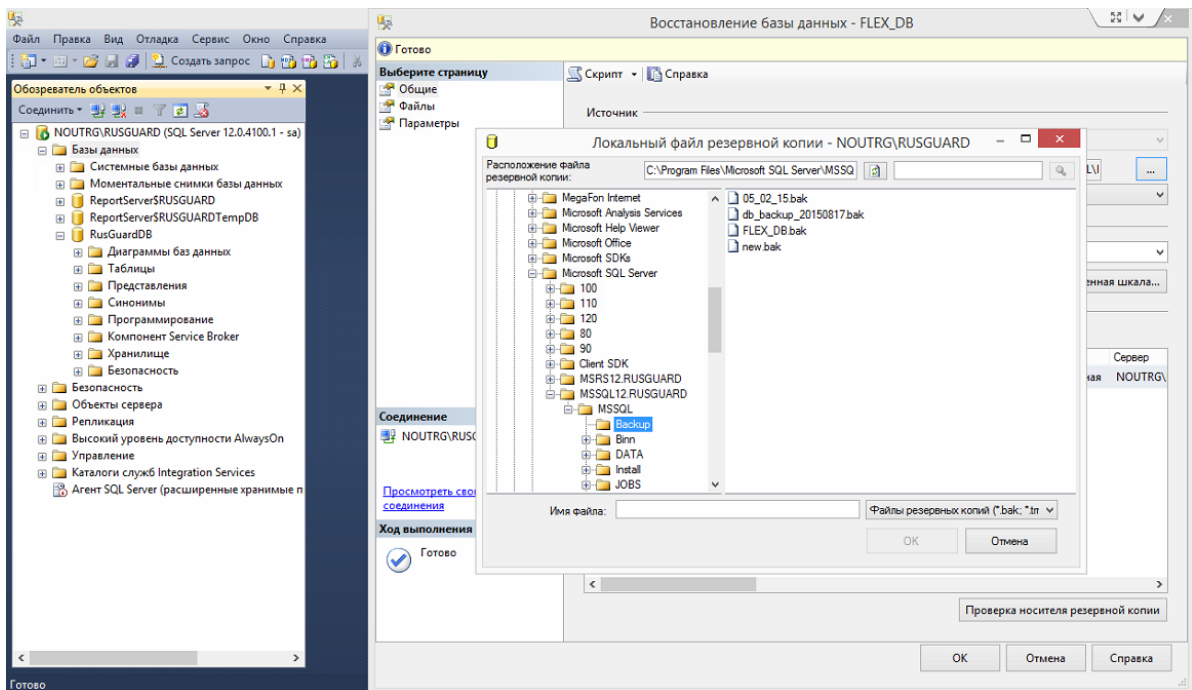 Файл Правка Вид Отладка Сервис Окно Справка
Создать запрос
Обозреватель объектов
Соединить
NOUTRG\RUSGUARD (SQL Server 12.0.4100.1 - sa)
Базы данных
Системные базы данных
Моментальные снимки базы данных
ReportServer$RUSGUARD
ReportServer$RUSGUARDTempDB
RusGuardDB
Диаграммы баз данных
Таблицы
Представления
Синонимы
Программирование
Компонент Service Broker
Хранилище
Безопасность
Безопасность
Объекты сервера
Репликация
Высокий уровень доступности AlwaysOn
Управление
Каталоги служб Integration Services
Агент SQL Server (расширенные хранимые п
Готово
Восстановление базы данных - FLEX_DB
Готово
Выберите страницу
Общие
Файлы
Параметры
Скрипт Справка
Источник
...
енная шкала...
Сервер
ная NOUTRG\
Соединение
NOUTRG\RUSG
Просмотреть сво
соединения
Ход выполнения
Готово
Проверка носителя резервной копии
ОК Отмена Справка
Локальный файл резервной копии - NOUTRG\RUSGUARD
Расположение файла
резервной копии:
C:\Program Files\Microsoft SQL Server\MSSQ
MegaFon Internet
Microsoft Analysis Services
Microsoft Help Viewer
Microsoft Office
Microsoft SDKs
Microsoft SQL Server
100
110
120
80
90
Client SDK
MSRS12.RUSGUARD
MSSQL12.RUSGUARD
MSSQL
Backup
Binn
DATA
Install
JOBS
05_02_15.bak
db_backup_20150817.bak
FLEX_DB.bak
new.bak
Имя файла:
Файлы резервных копий (*.bak; *.tr
ОК Отмена